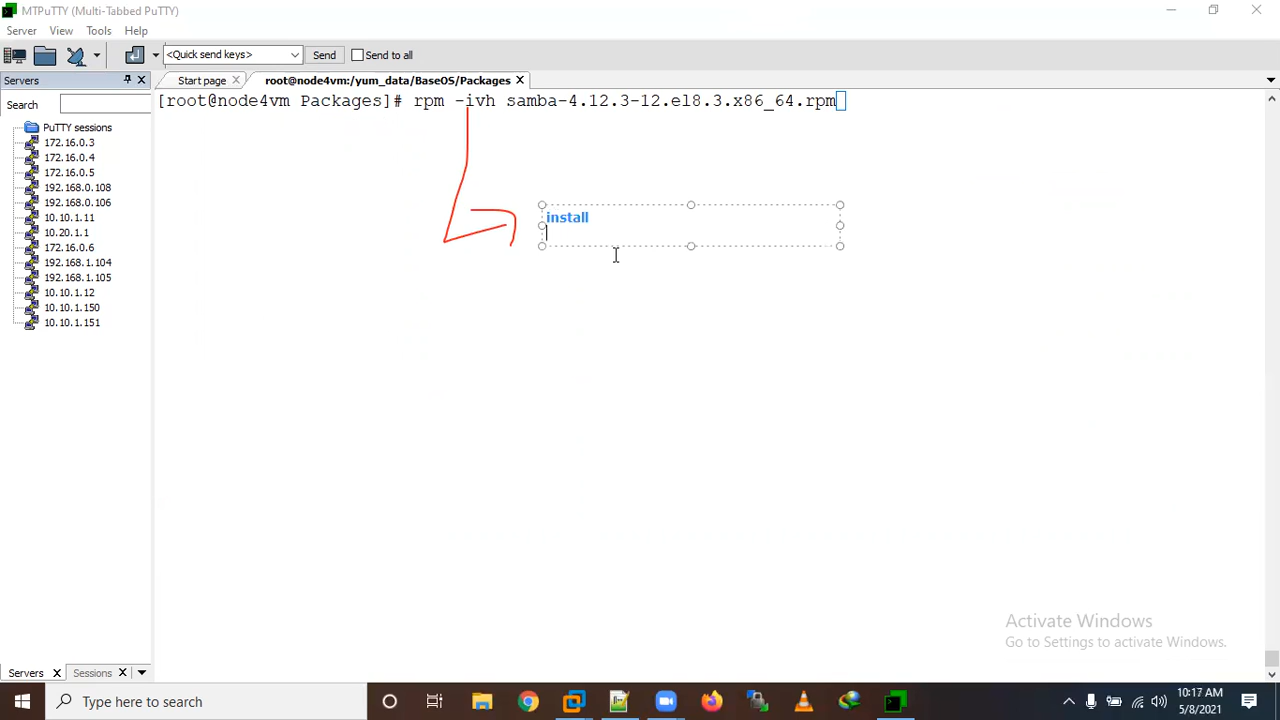 MTPuTTY (Multi-Tabbed PuTTY)
Server View Tools Help
<Quick send keys> Send Send to all
Servers
Start page
root@node4vm:/yum_data/BaseOS/Packages
Search
PuTTY sessions
172.16.0.3
172.16.0.4
172.16.0.5
192.168.0.108
192.168.0.106
10.10.1.11
10.20.1.1
172.16.0.6
192.168.1.104
192.168.1.105
10.10.1.12
10.10.1.150
10.10.1.151
[root@node4vm Packages]# rpm -ivh samba-4.12.3-12.el8.3.x86_64.rpm
install
Activate Windows
Go to Settings to activate Windows.
Servers
Sessions
Type here to search
10:17 AM
5/8/2021